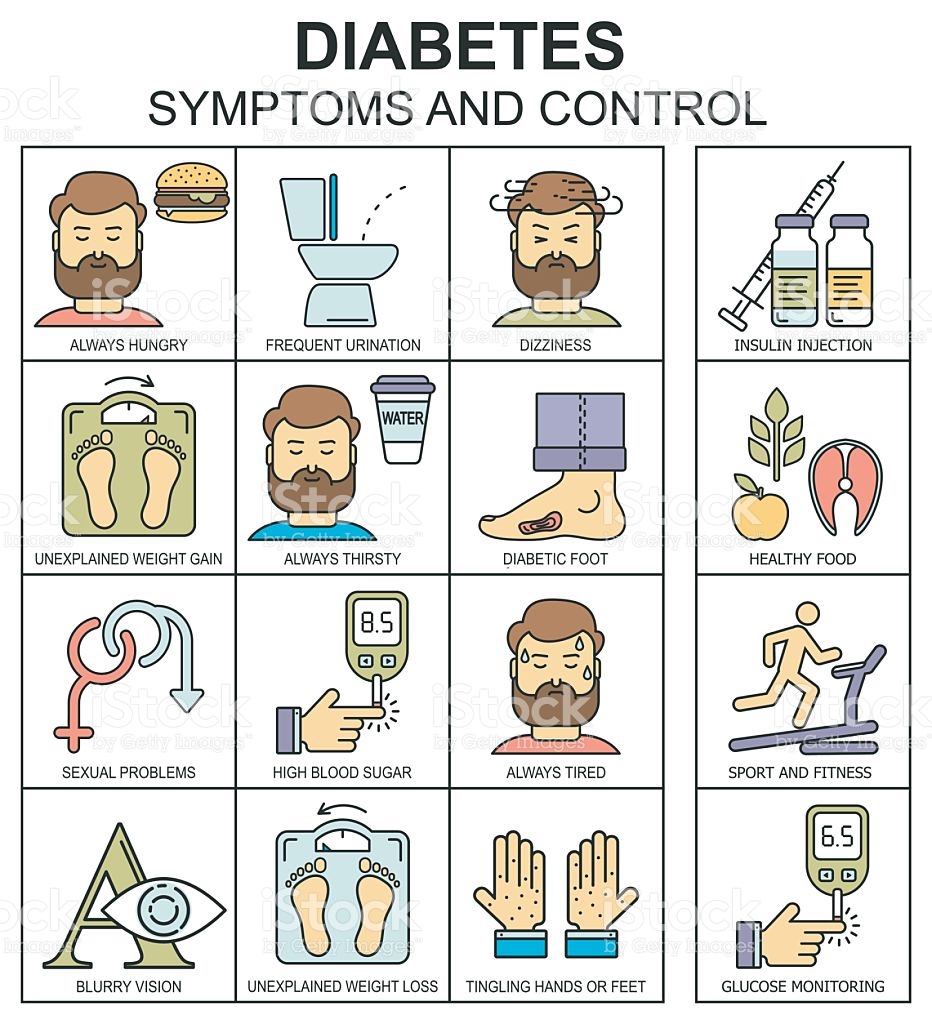 DIABETES
SYMPTOMS AND CONTROL
ALWAYS HUNGRY
FREQUENT URINATION
DIZZINESS
INSULIN INJECTION
WATER
UNEXPLAINED WEIGHT GAIN
ALWAYS THIRSTY
DIABETIC FOOT
HEALTHY FOOD
8.5
SEXUAL PROBLEMS
HIGH BLOOD SUGAR
ALWAYS TIRED
SPORT AND FITNESS
A
6.5
BLURRY VISION
UNEXPLAINED WEIGHT LOSS
TINGLING HANDS OR FEET
GLUCOSE MONITORING
iStock
by Getty Images™